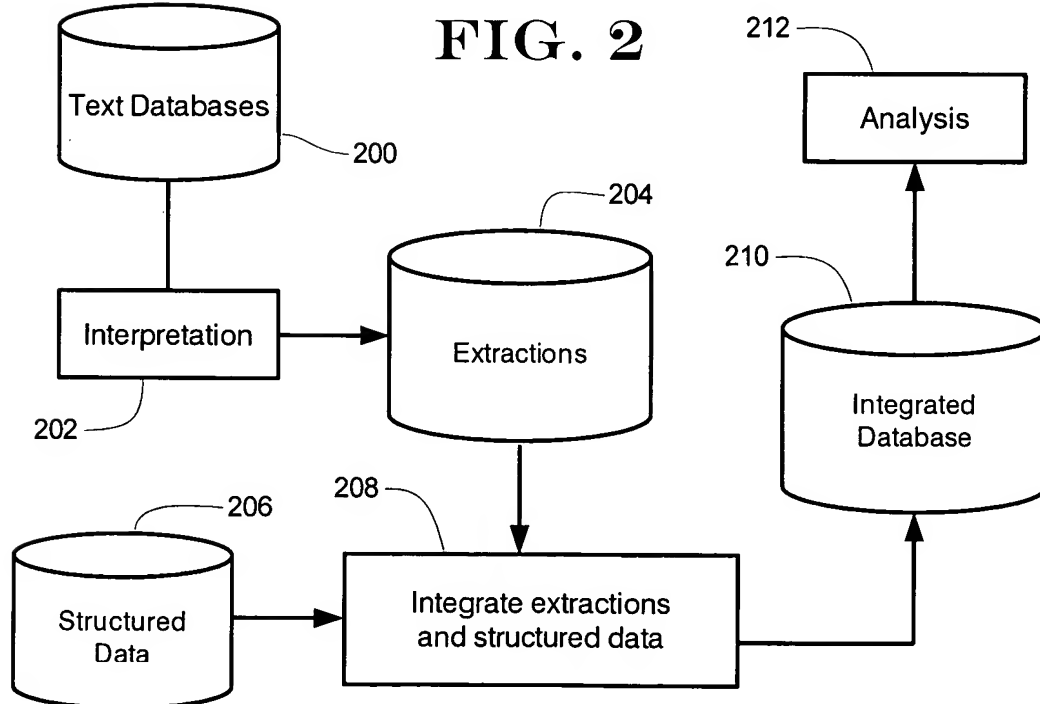 FIG. 2
212
Text Databases
Analysis
200
204
210
Interpretation
Extractions
202
Integrated
Database
208
206
Integrate extractions
and structured data
Structured
Data